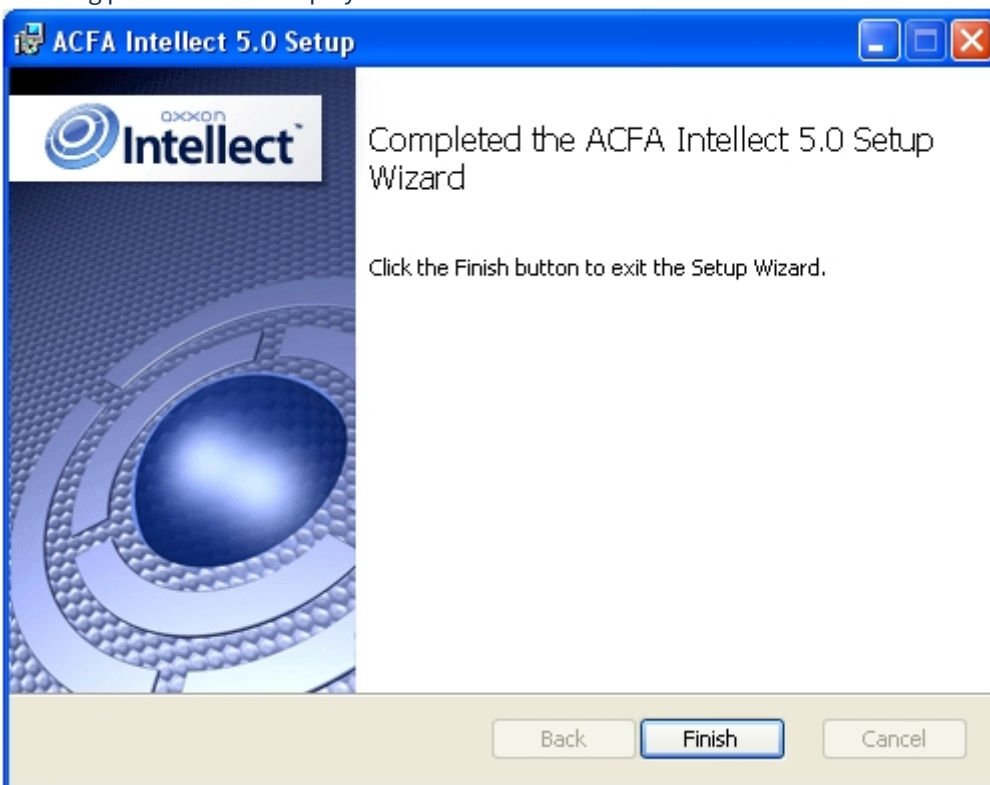 ACFA Intellect 5.0 Setup
axxon
Intellect™
Completed the ACFA Intellect 5.0 Setup
Wizard
Click the Finish button to exit the Setup Wizard.
Back Finish Cancel